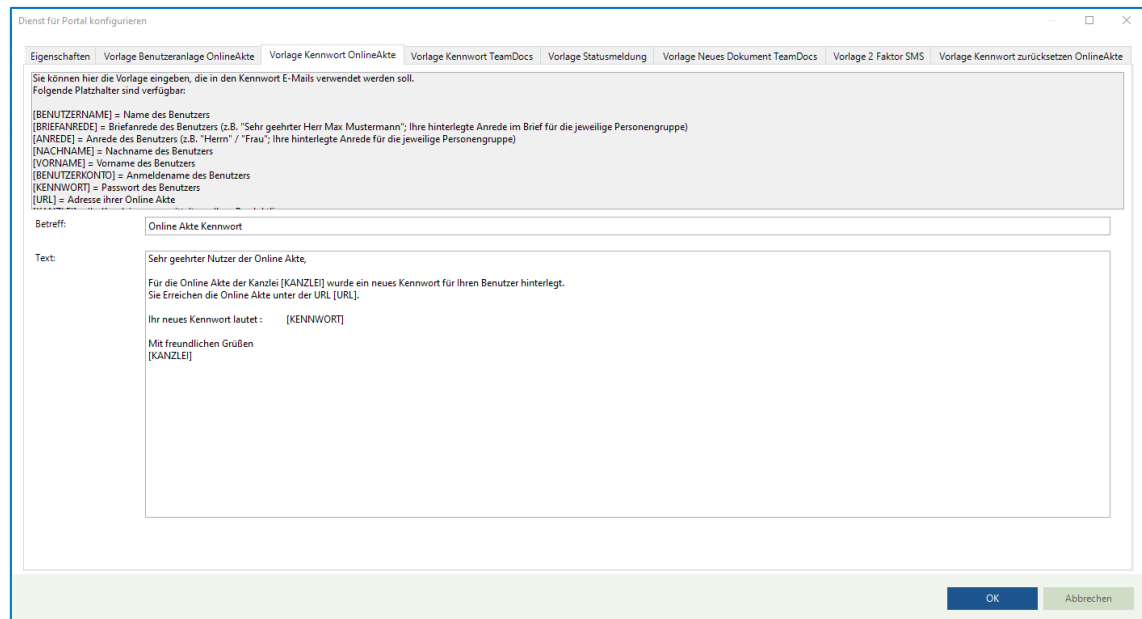 Dienst für Portal konfigurieren
Eigenschaften Vorlage Benutzeranlage OnlineAkte Vorlage Kennwort OnlineAkte Vorlage Kennwort TeamDocs Vorlage Statusmeldung Vorlage Neues Dokument TeamDocs Vorlage 2 Faktor SMS Vorlage Kennwort zurücksetzen OnlineAkte
Sie können hier die Vorlage eingeben, die in den Kennwort E-Mails verwendet werden soll.
Folgende Platzhalter sind verfügbar:
[BENUTZERNAME] = Name des Benutzers
[BRIEFANREDE] = Briefanrede des Benutzers (z.B. "Sehr geehrter Herr Max Mustermann"; Ihre hinterlegte Anrede im Brief für die jeweilige Personengruppe)
[ANREDE] = Anrede des Benutzers (z.B. "Herrn" / "Frau"; Ihre hinterlegte Anrede für die jeweilige Personengruppe)
[NACHNAME] = Nachname des Benutzers
[VORNAME] = Vorname des Benutzers
[BENUTZERKONTO] = Anmeldename des Benutzers
[KENNWORT] = Passwort des Benutzers
[URL] = Adresse ihrer Online Akte
Betreff: Online Akte Kennwort
Text: Sehr geehrter Nutzer der Online Akte,
Für die Online Akte der Kanzlei [KANZLEI] wurde ein neues Kennwort für Ihren Benutzer hinterlegt.
Sie Erreichen die Online Akte unter der URL [URL].
Ihr neues Kennwort lautet : [KENNWORT]
Mit freundlichen Grüßen
[KANZLEI]
OK Abbrechen